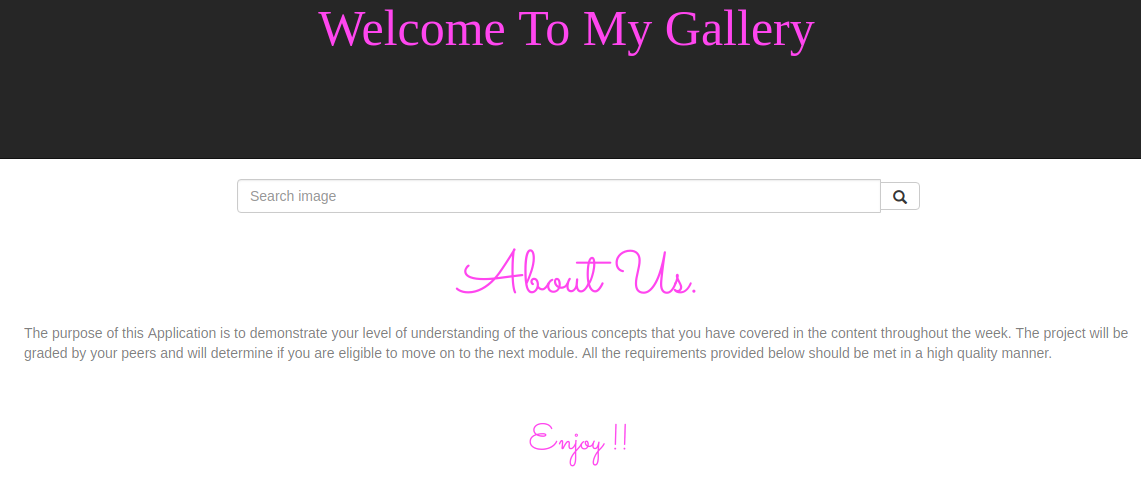 Welcome To My Gallery
Search image
About Us.
The purpose of this Application is to demonstrate your level of understanding of the various concepts that you have covered in the content throughout the week. The project will be
graded by your peers and will determine if you are eligible to move on to the next module. All the requirements provided below should be met in a high quality manner.
Enjoy !!